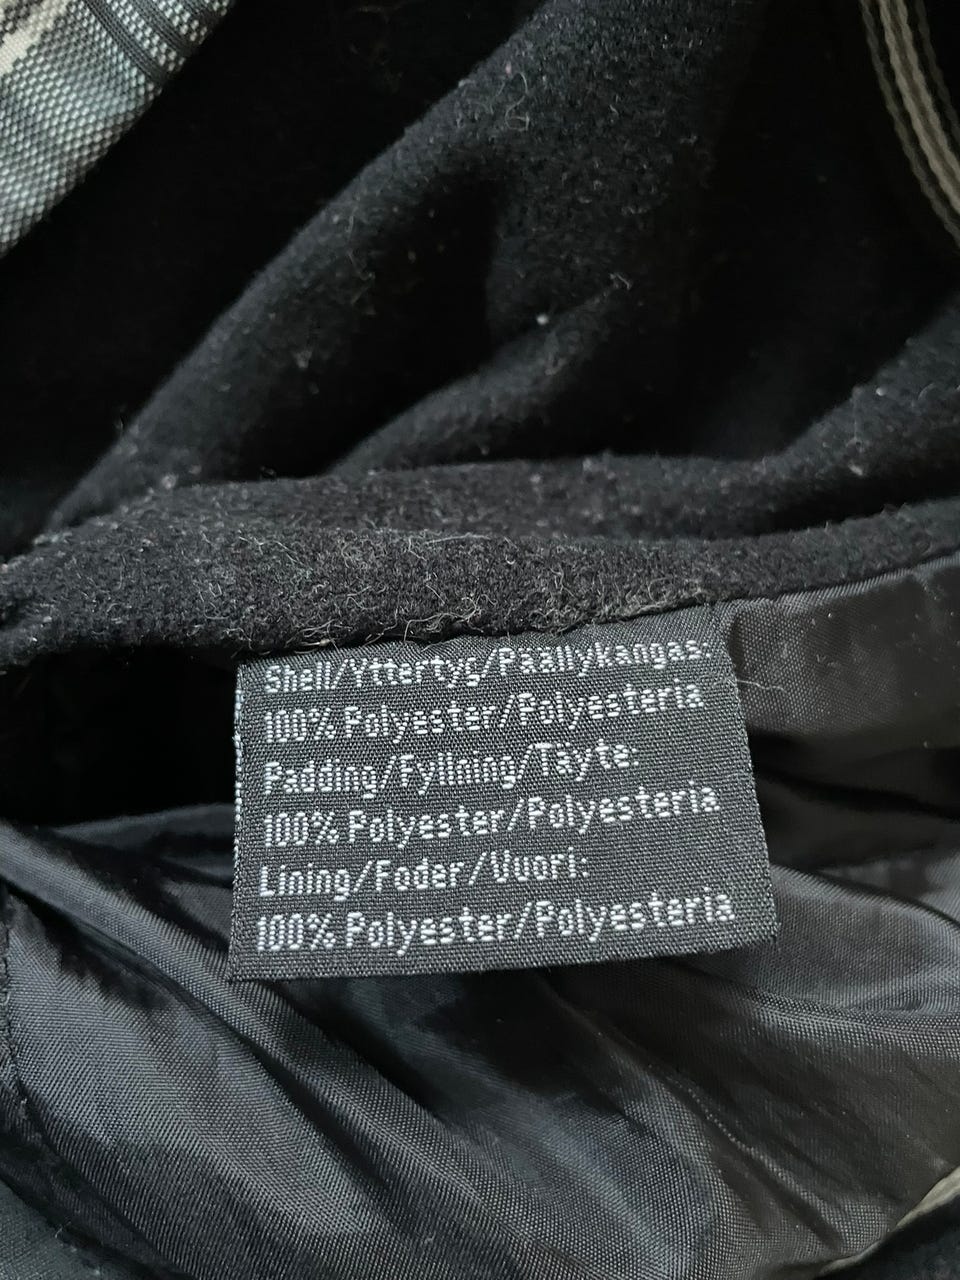 Shell/Yttertyg/Päällykangas:
100% Polyester/Polyesteria
Padding/Fyllning/Täyte:
100% Polyester/Polyesteria
Lining/Foder/Vuori:
100% Polyester/Polyesteria